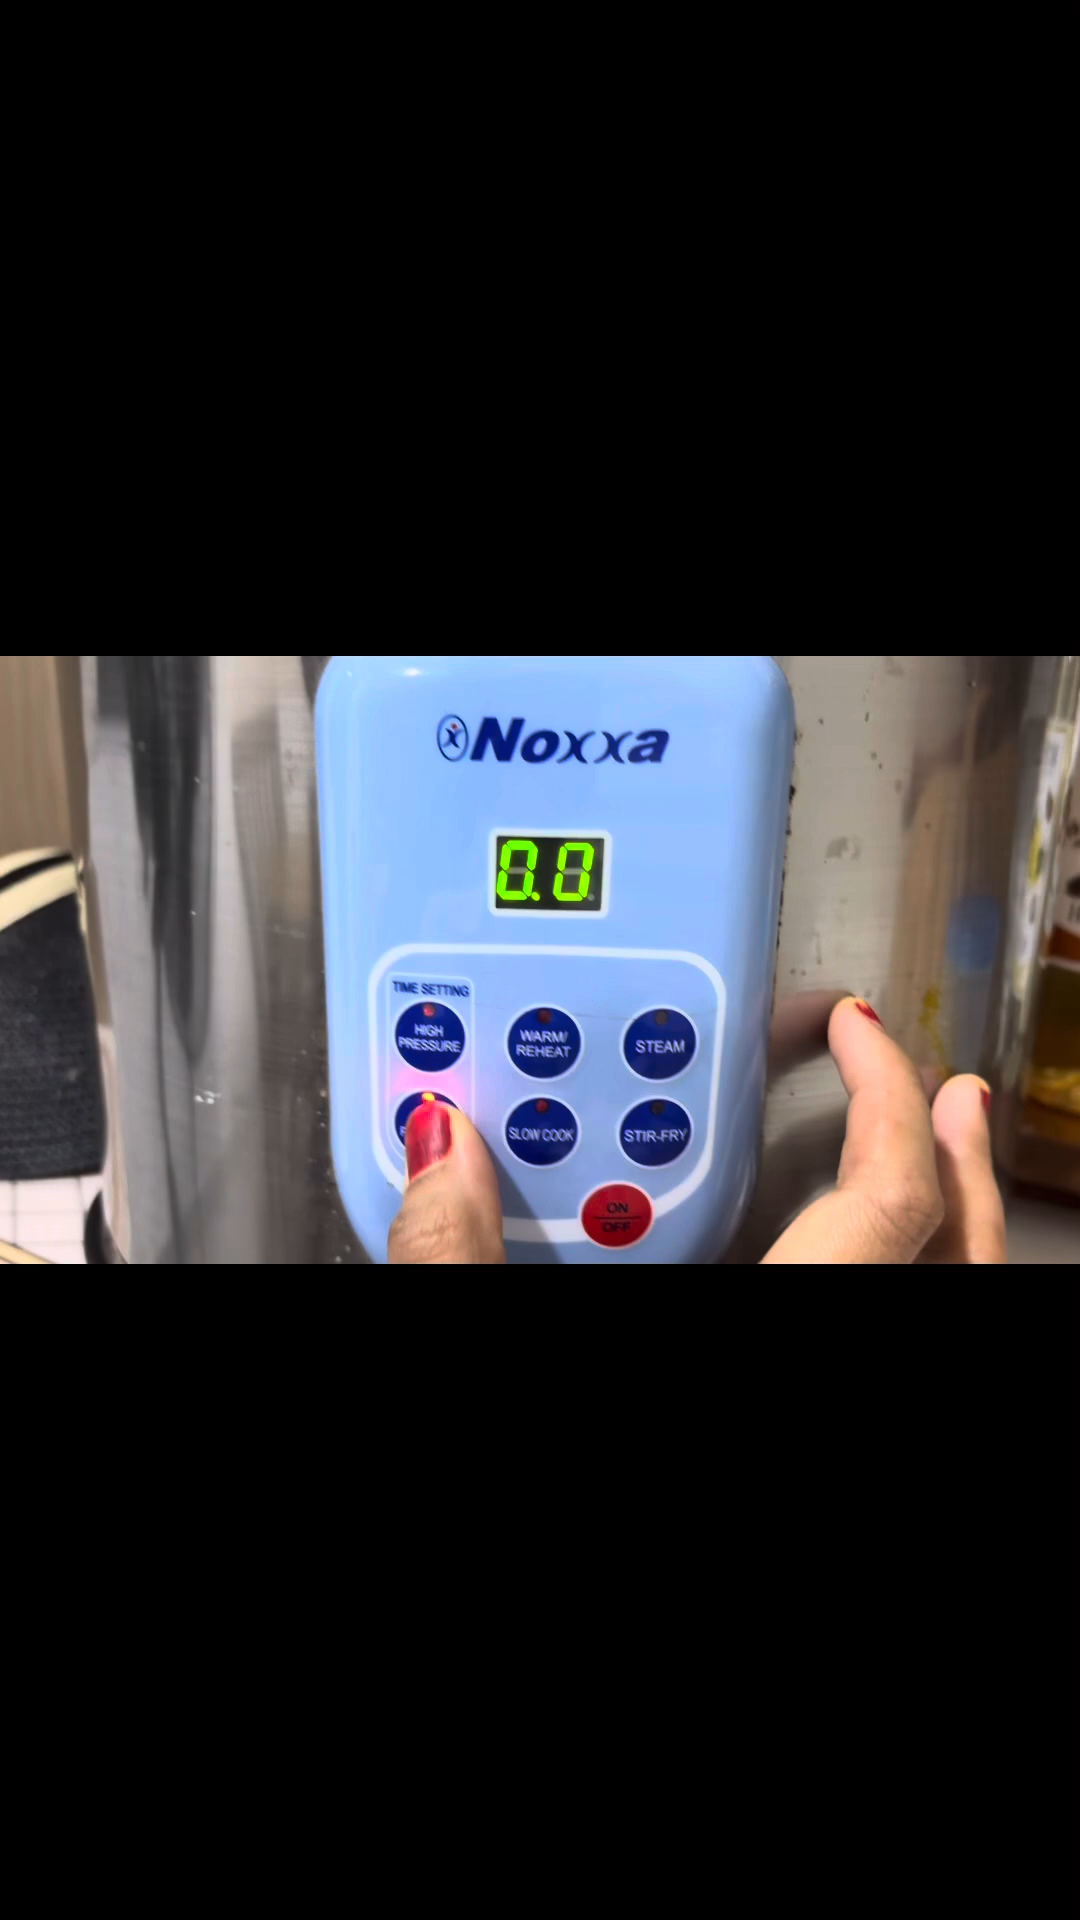 Noxxa
0.0
TIME SETTING
HIGH
PRESSURE
WARM/
REHEAT
STEAM
SLOW COOK
STIR-FRY
ON
OFF